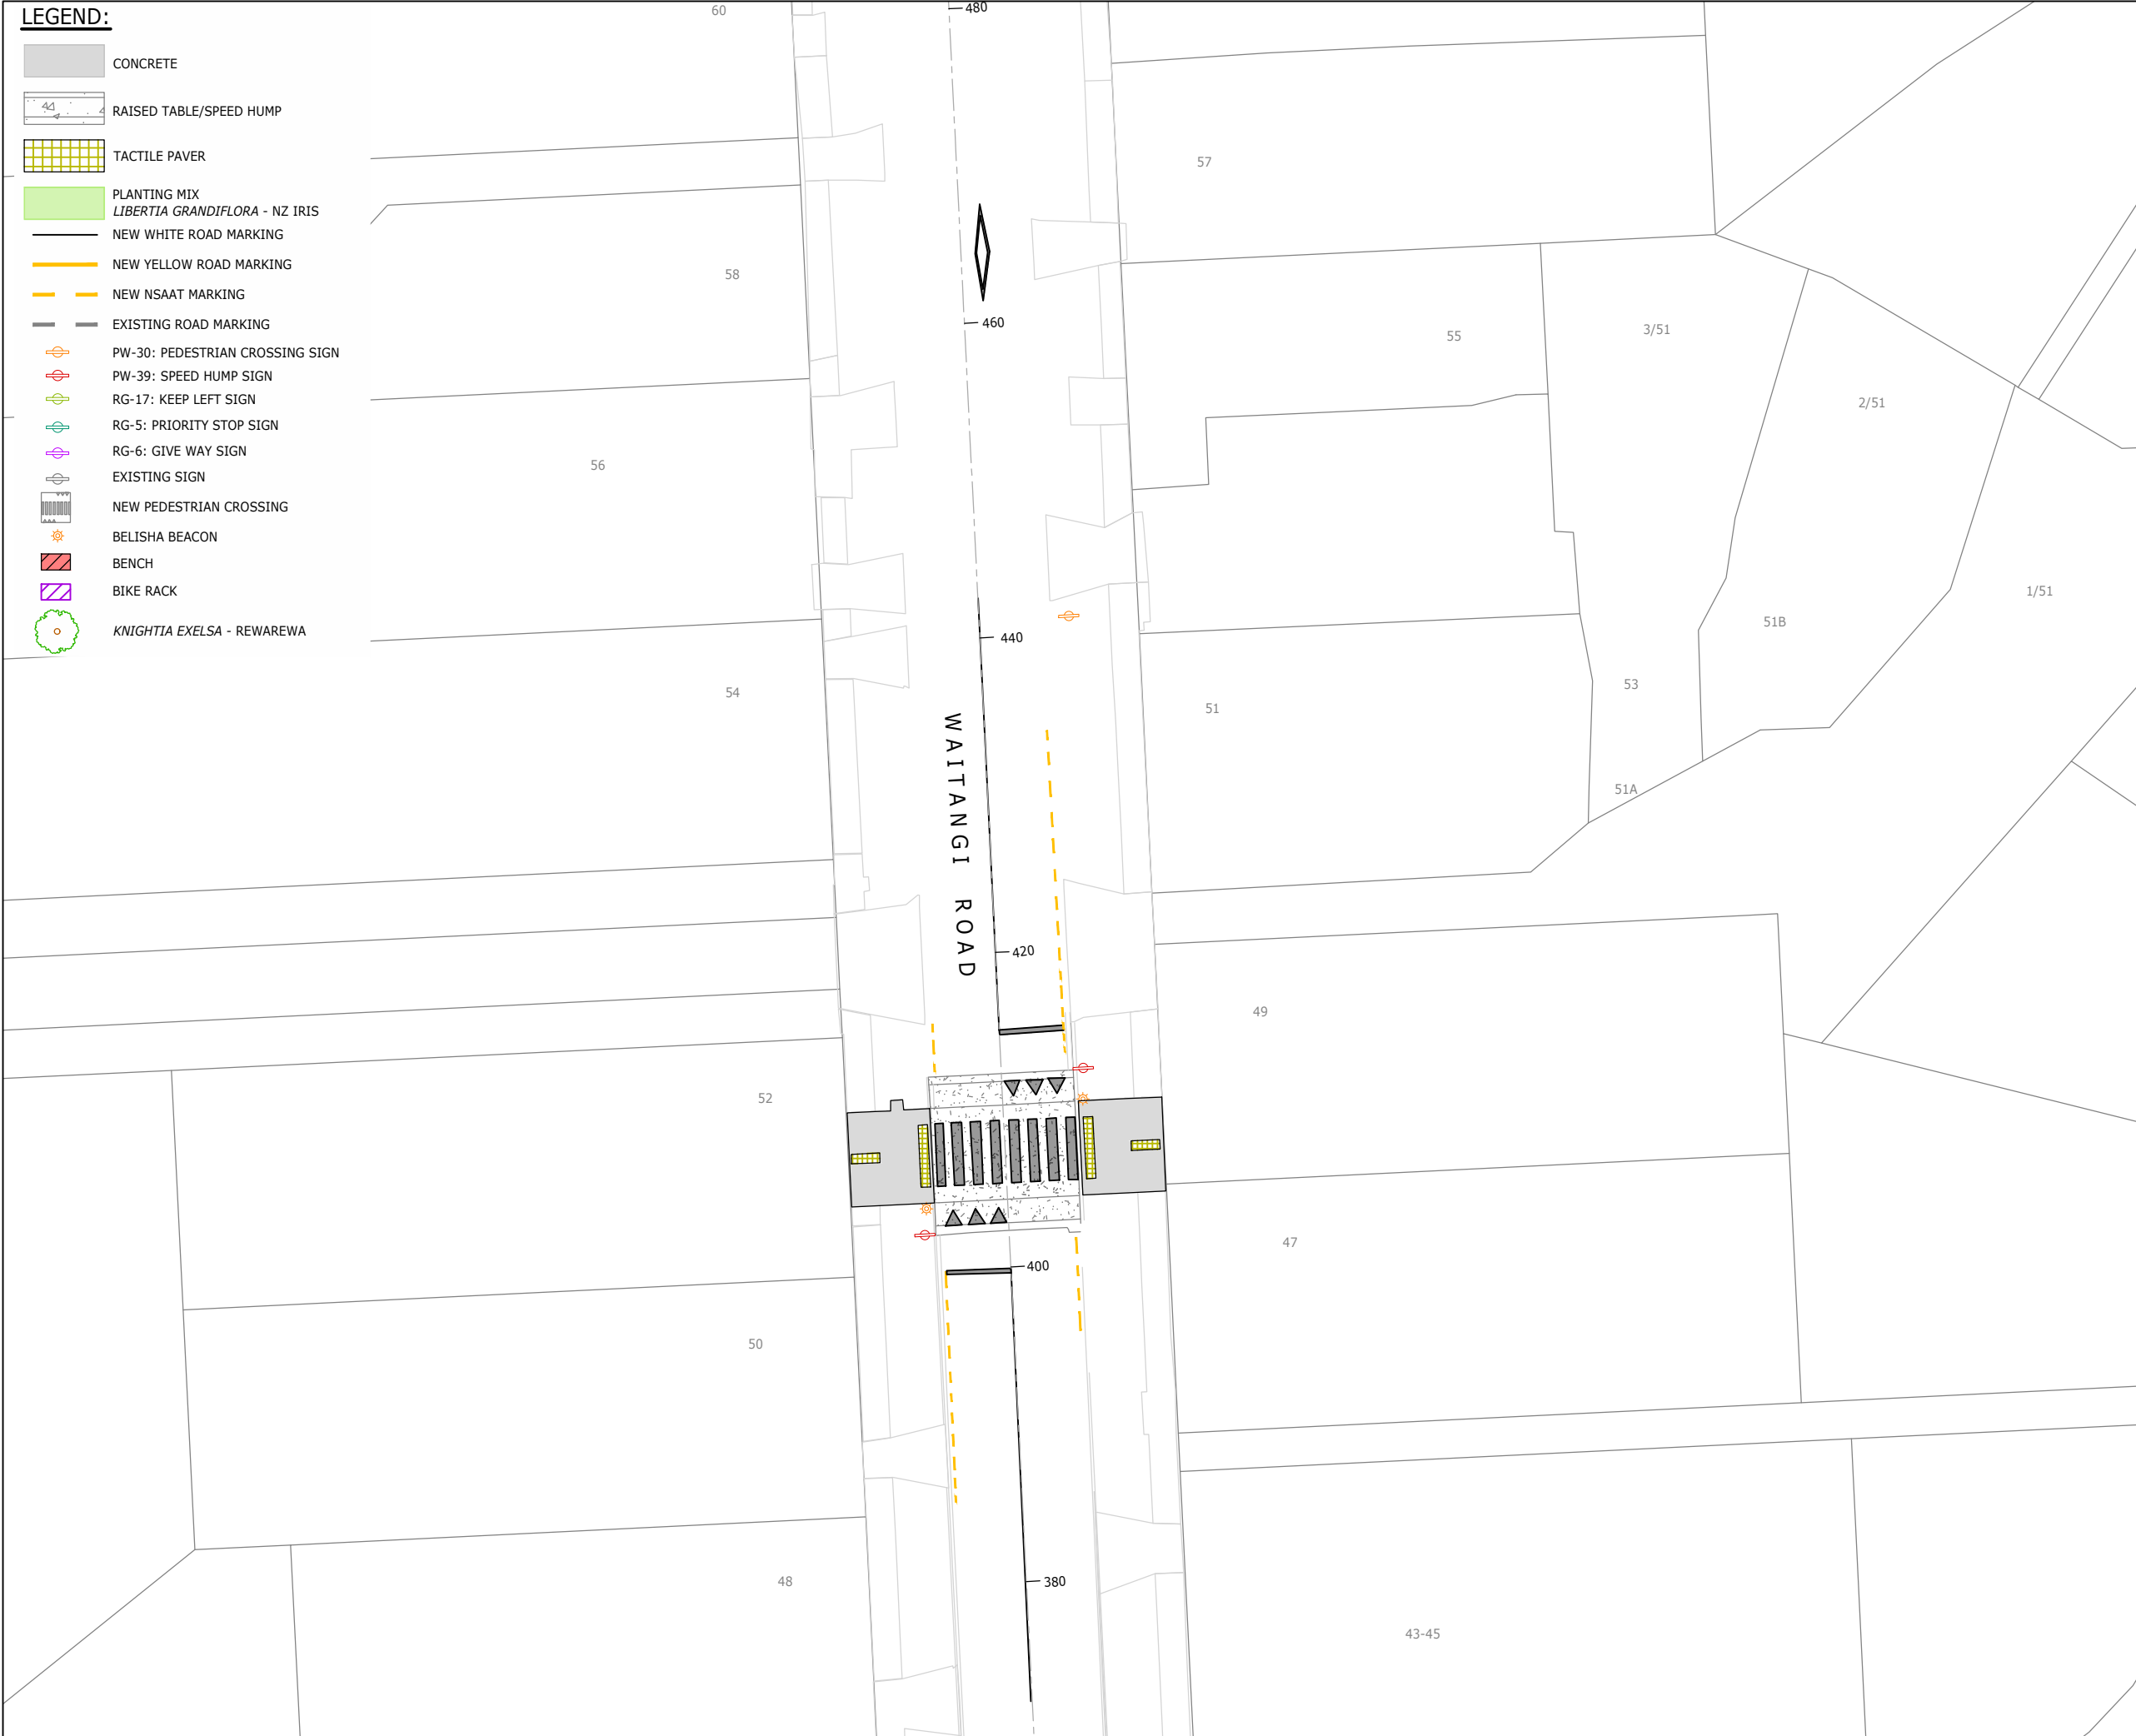 LEGEND:
CONCRETE
RAISED TABLE/SPEED HUMP
TACTILE PAVER
PLANTING MIX
LIBERTIA GRANDIFLORA - NZ IRIS
NEW WHITE ROAD MARKING
NEW YELLOW ROAD MARKING
NEW NSAAT MARKING
EXISTING ROAD MARKING
PW-30: PEDESTRIAN CROSSING SIGN
PW-39: SPEED HUMP SIGN
RG-17: KEEP LEFT SIGN
RG-5: PRIORITY STOP SIGN
RG-6: GIVE WAY SIGN
EXISTING SIGN
NEW PEDESTRIAN CROSSING
BELISHA BEACON
BENCH
BIKE RACK
KNIGHTIA EXELSA - REWAREWA
60
480
57
58
460
55
3/51
2/51
56
1/51
51B
440
53
54
51
51A
WAITANGI ROAD
420
49
52
47
400
50
48
380
43-45